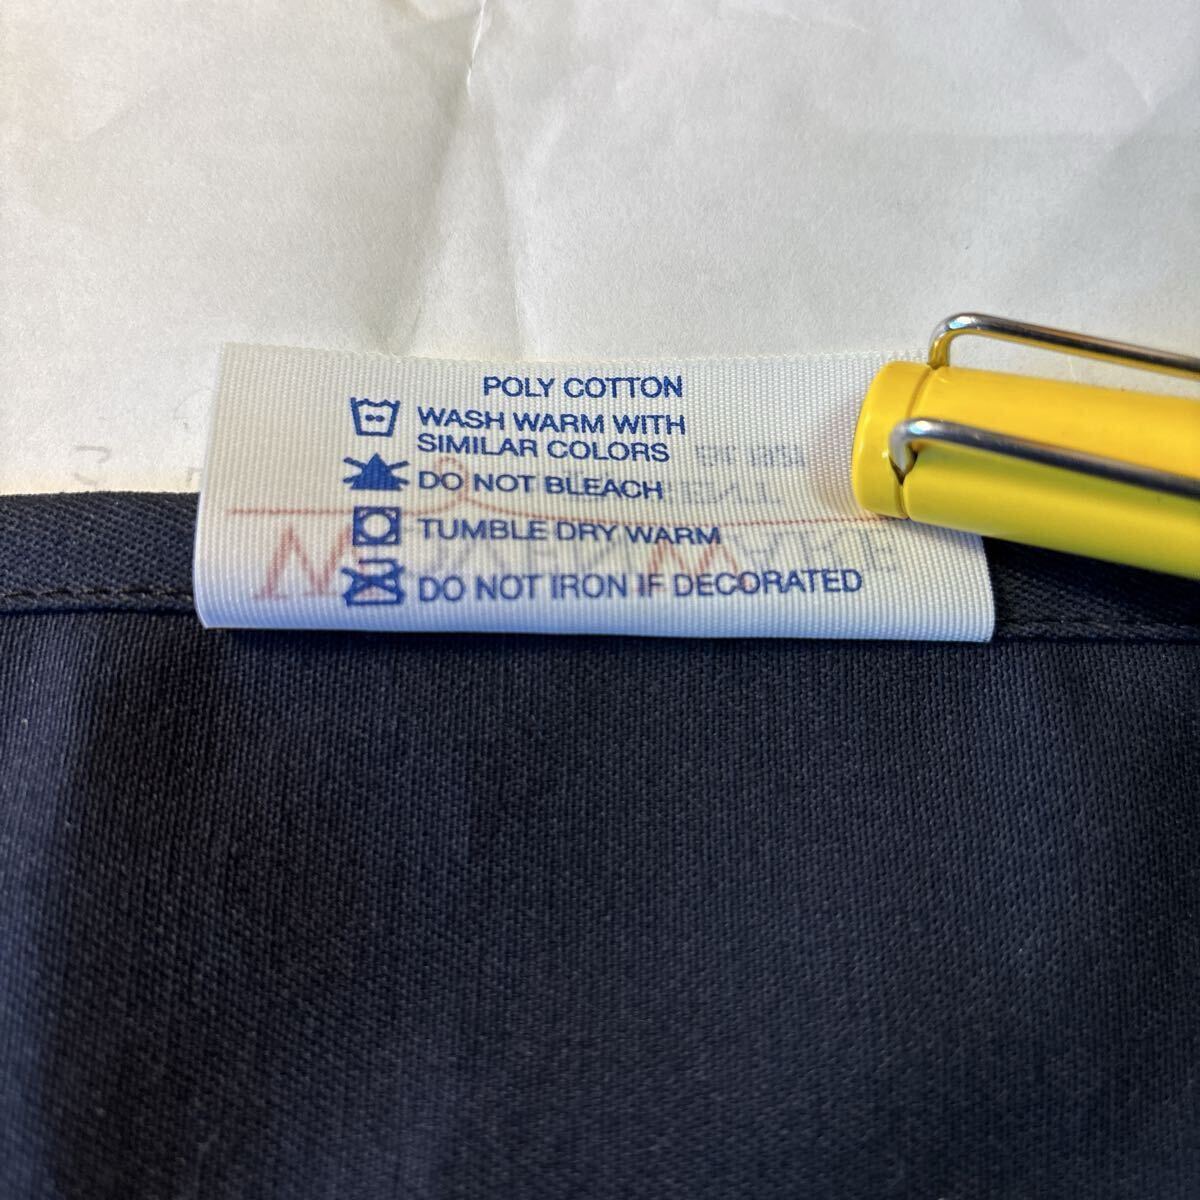 POLY COTTON
WASH WARM WITH
SIMILAR COLORS
DO NOT BLEACH
TUMBLE DRY WARM
DO NOT IRON IF DECORATED